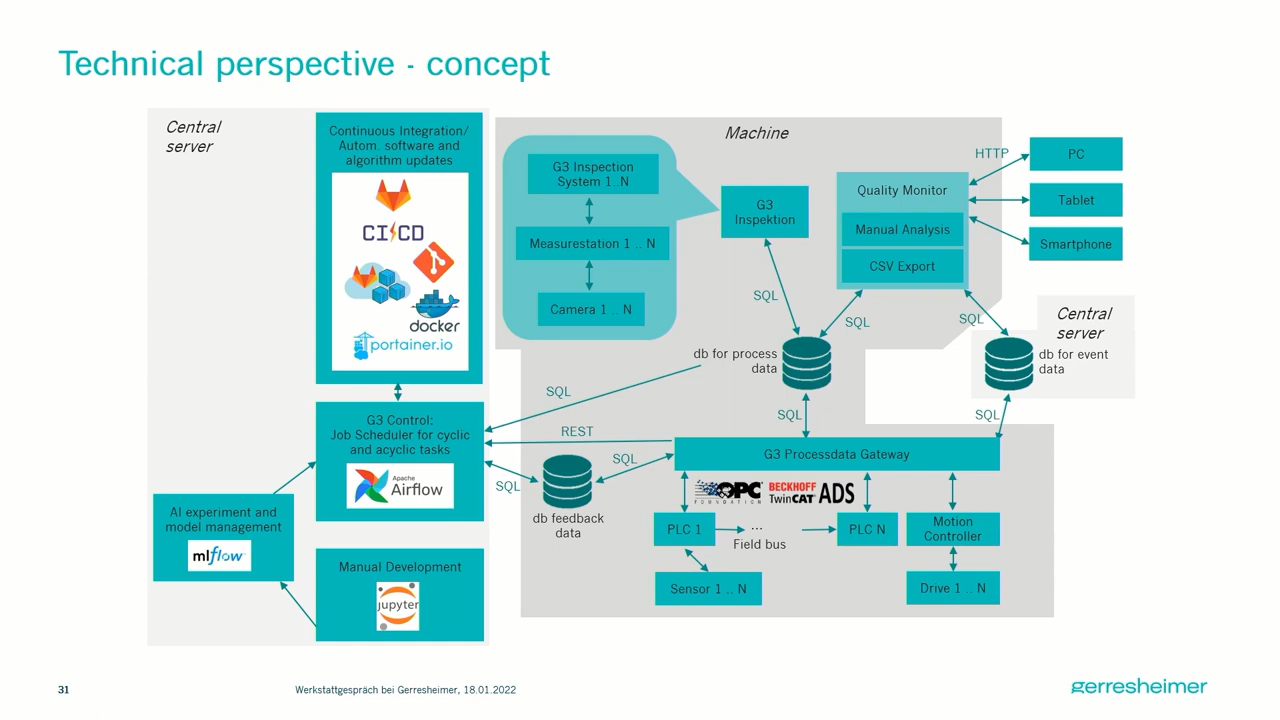 Technical perspective - concept
Central
server
Continuous Integration/
Autom. software and
algorithm updates
CI/CD
docker
portainer.io
G3 Control:
Job Scheduler for cyclic
and acyclic tasks
Apache
Airflow
AI experiment and
model management
mlflow
Manual Development
jupyter
Machine
G3 Inspection
System 1..N
Measurestation 1 .. N
Camera 1 .. N
G3
Inspektion
Quality Monitor
Manual Analysis
CSV Export
HTTP
PC
Tablet
Smartphone
SQL
SQL
SQL
Central
server
db for process
data
db for event
data
SQL
SQL
SQL
REST
G3 Processdata Gateway
SQL
SQL
db feedback
data
OPC
FOUNDATION
BECKHOFF
TwinCAT ADS
PLC 1
...
Field bus
PLC N
Motion
Controller
Sensor 1 .. N
Drive 1 .. N
31
Werkstattgespräch bei Gerresheimer, 18.01.2022
gerresheimer